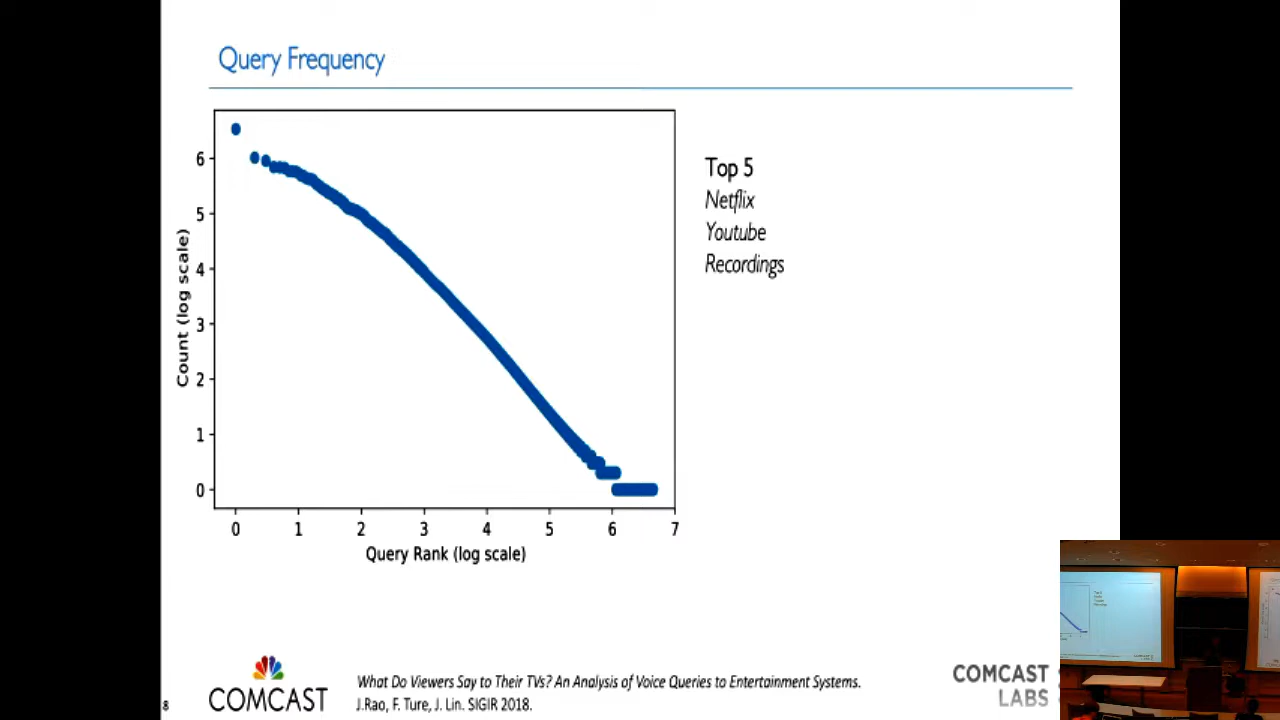 Query Frequency
6
5
4
3
2
1
0
Count (log scale)
0 1 2 3 4 5 6 7
Query Rank (log scale)
Top 5
Netflix
Youtube
Recordings
8
COMCAST
What Do Viewers Say to Their TVs? An Analysis of Voice Queries to Entertainment Systems.
J.Rao, F. Ture, J. Lin. SIGIR 2018.
COMCAST
LABS